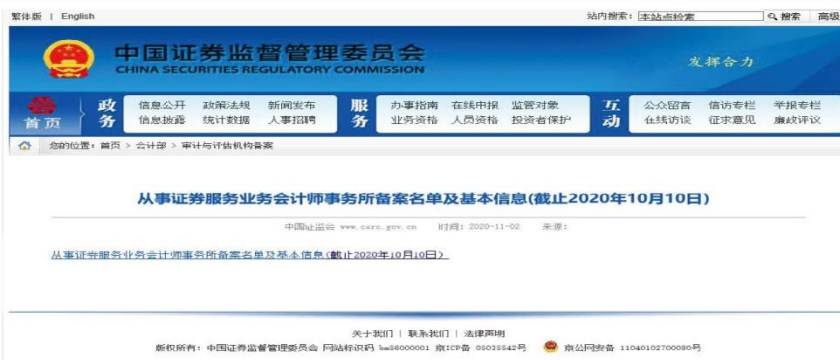 繁体版 | English 站内搜索: 本站点检索 搜索 高级
中国证券监督管理委员会
CHINA SECURITIES REGULATORY COMMISSION
发挥合力
首页 政务 信息公开 政策法规 新闻发布 服务 办事指南 在线申报 监管对象 互动 公众留言 信访专栏 举报专栏
信息披露 统计数据 人事招聘 业务资格 人员资格 投资者保护 在线访谈 征求意见 廉政评议
您的位置: 首页 > 会计部 > 审计与评估机构备案
从事证券服务业务会计师事务所备案名单及基本信息(截止2020年10月10日)
中国证监会 www.csrc.gov.cn 时间: 2020-11-02 来源:
从事证券服务业务会计师事务所备案名单及基本信息(截止2020年10月10日)
关于我们 | 联系我们 | 法律声明
版权所有: 中国证券监督管理委员会 网站标识码 bm56000001 京ICP备 05035542号 京公网安备 11040102700080号